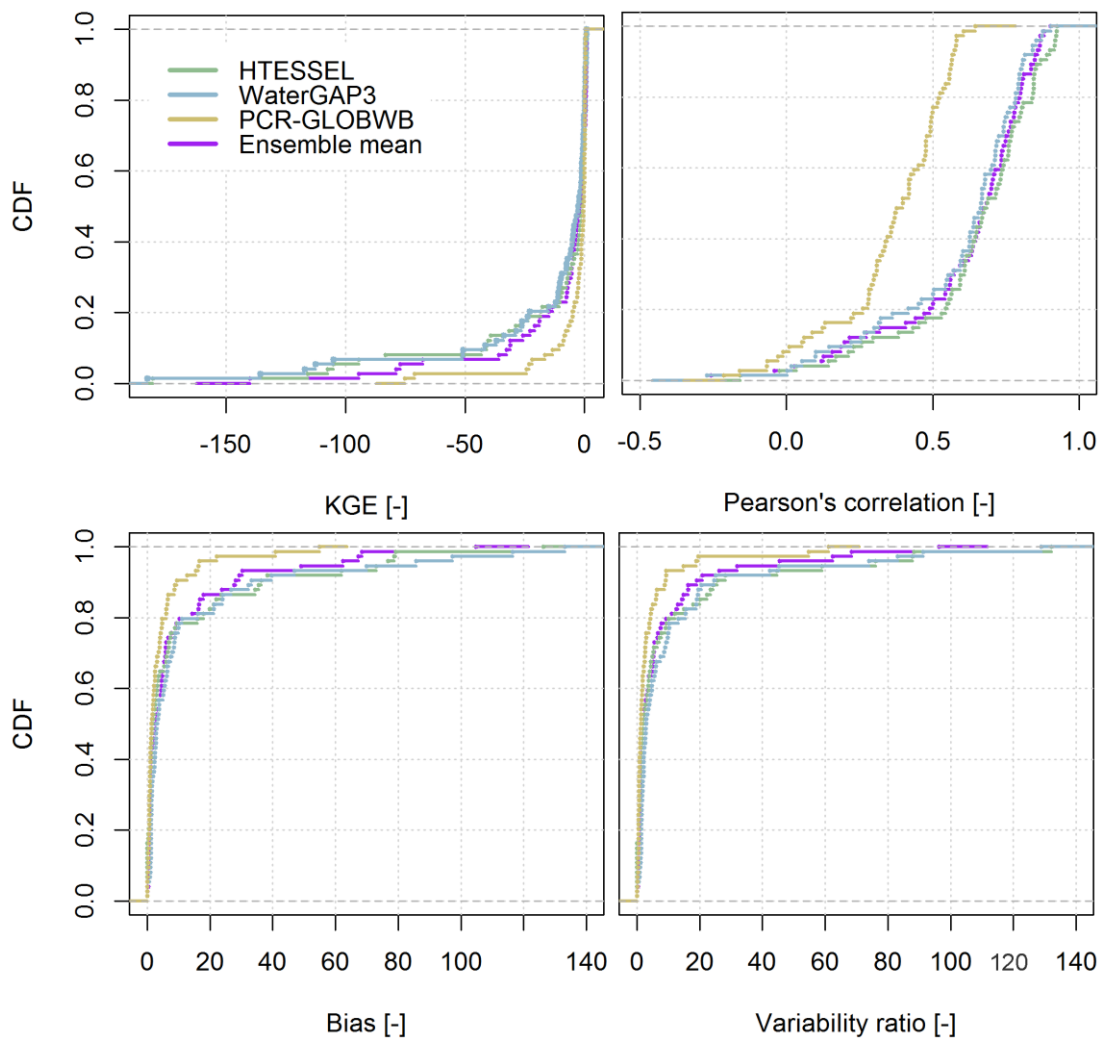 CDF
1.0
0.8
0.6
0.4
0.2
0.0
HTESSEL
WaterGAP3
PCR-GLOBWB
Ensemble mean
-150 -100 -50 0
KGE [-]
-0.5 0.0 0.5 1.0
Pearson's correlation [-]
CDF
1.0
0.8
0.6
0.4
0.2
0.0
0 20 40 60 80 100 140
Bias [-]
0 20 40 60 80 100 120 140
Variability ratio [-]